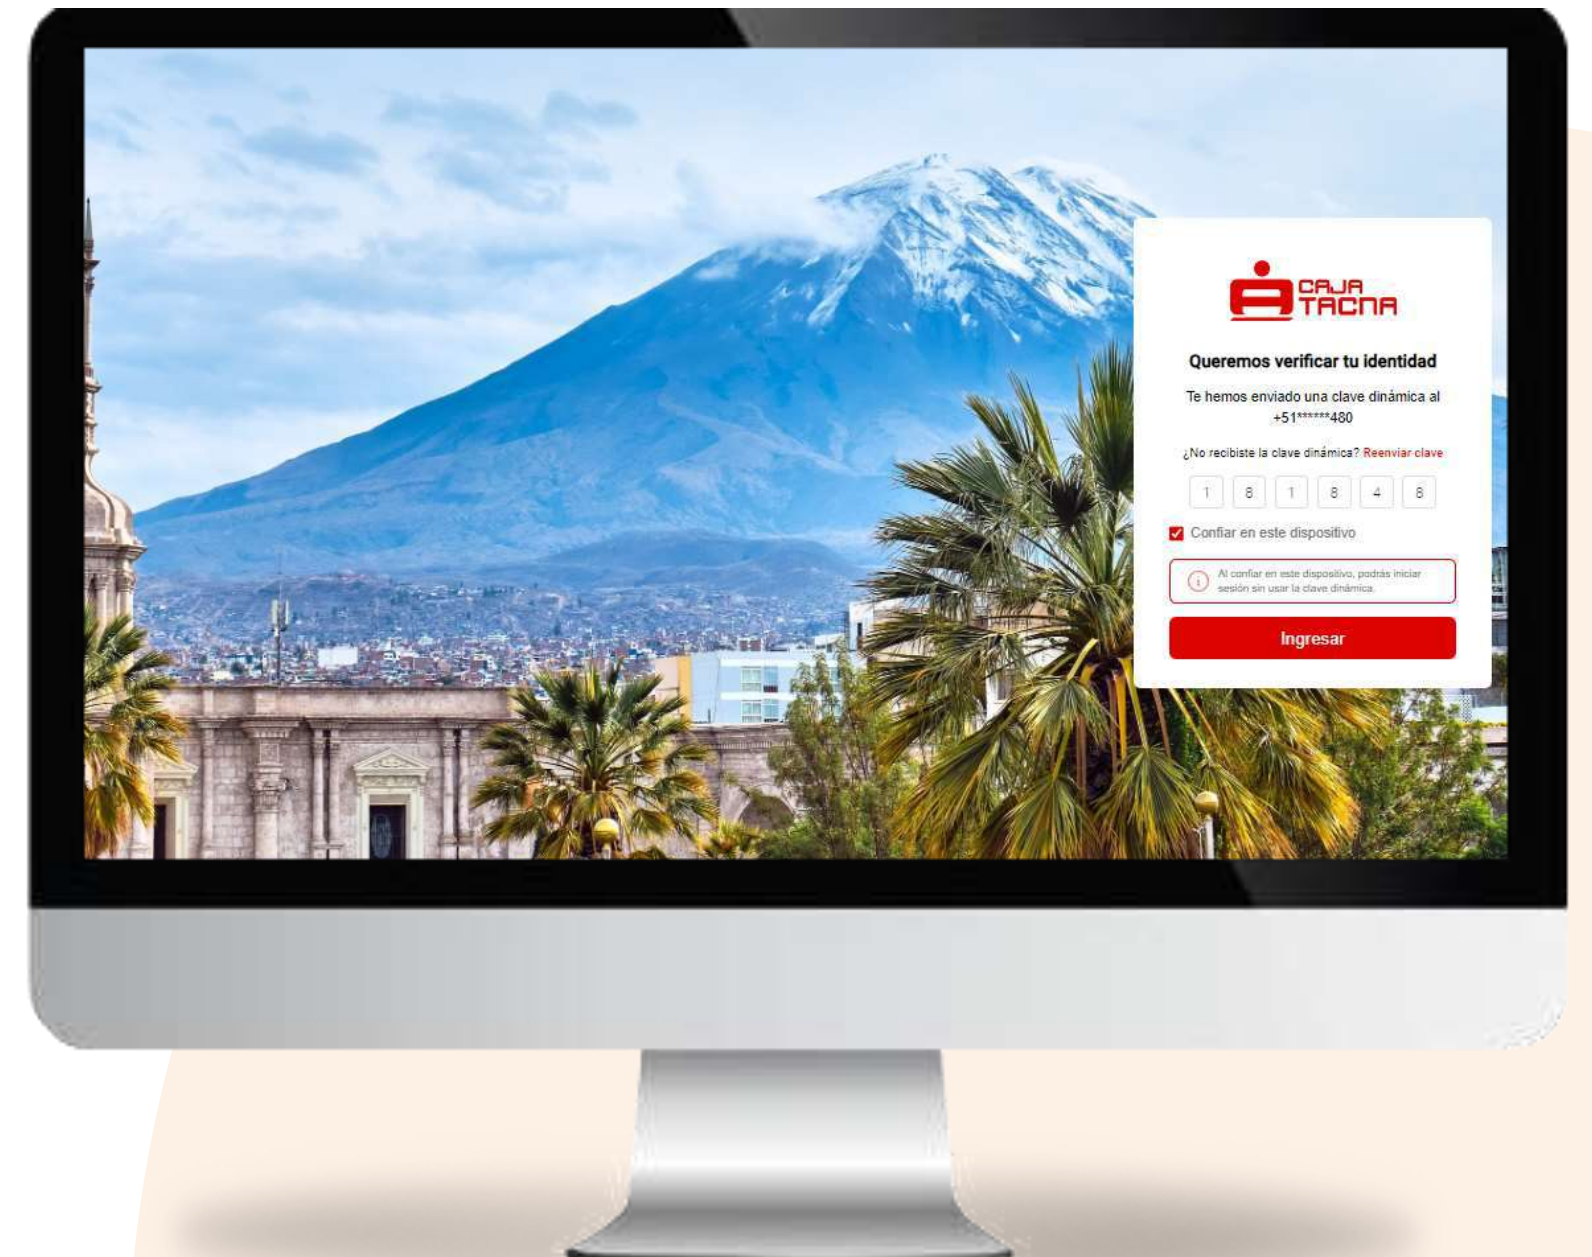 CAJA
TACNA
Queremos verificar tu identidad
Te hemos enviado una clave dinámica al
+51******480
¿No recibiste la clave dinámica? Reenviar clave
1 8 1 8 4 8
Confiar en este dispositivo
Al confiar en este dispositivo, podrás iniciar
sesión sin usar la clave dinámica.
Ingresar